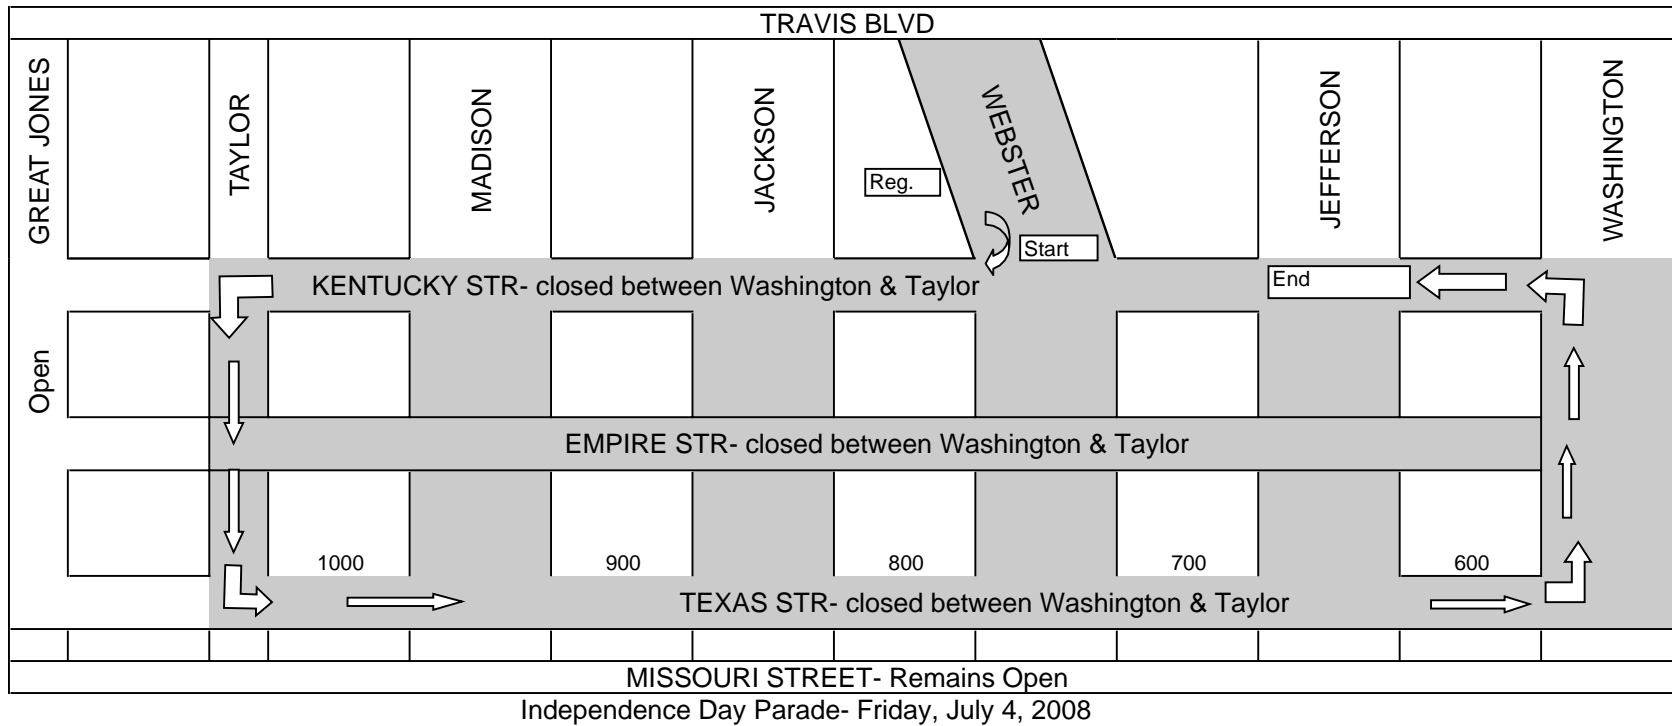 TRAVIS BLVD
GREAT JONES
TAYLOR
MADISON
JACKSON
WEBSTER
JEFFERSON
WASHINGTON
Reg.
Start
KENTUCKY STR- closed between Washington & Taylor
End
Open
EMPIRE STR- closed between Washington & Taylor
1000
900
800
700
600
TEXAS STR- closed between Washington & Taylor
MISSOURI STREET- Remains Open
Independence Day Parade- Friday, July 4, 2008